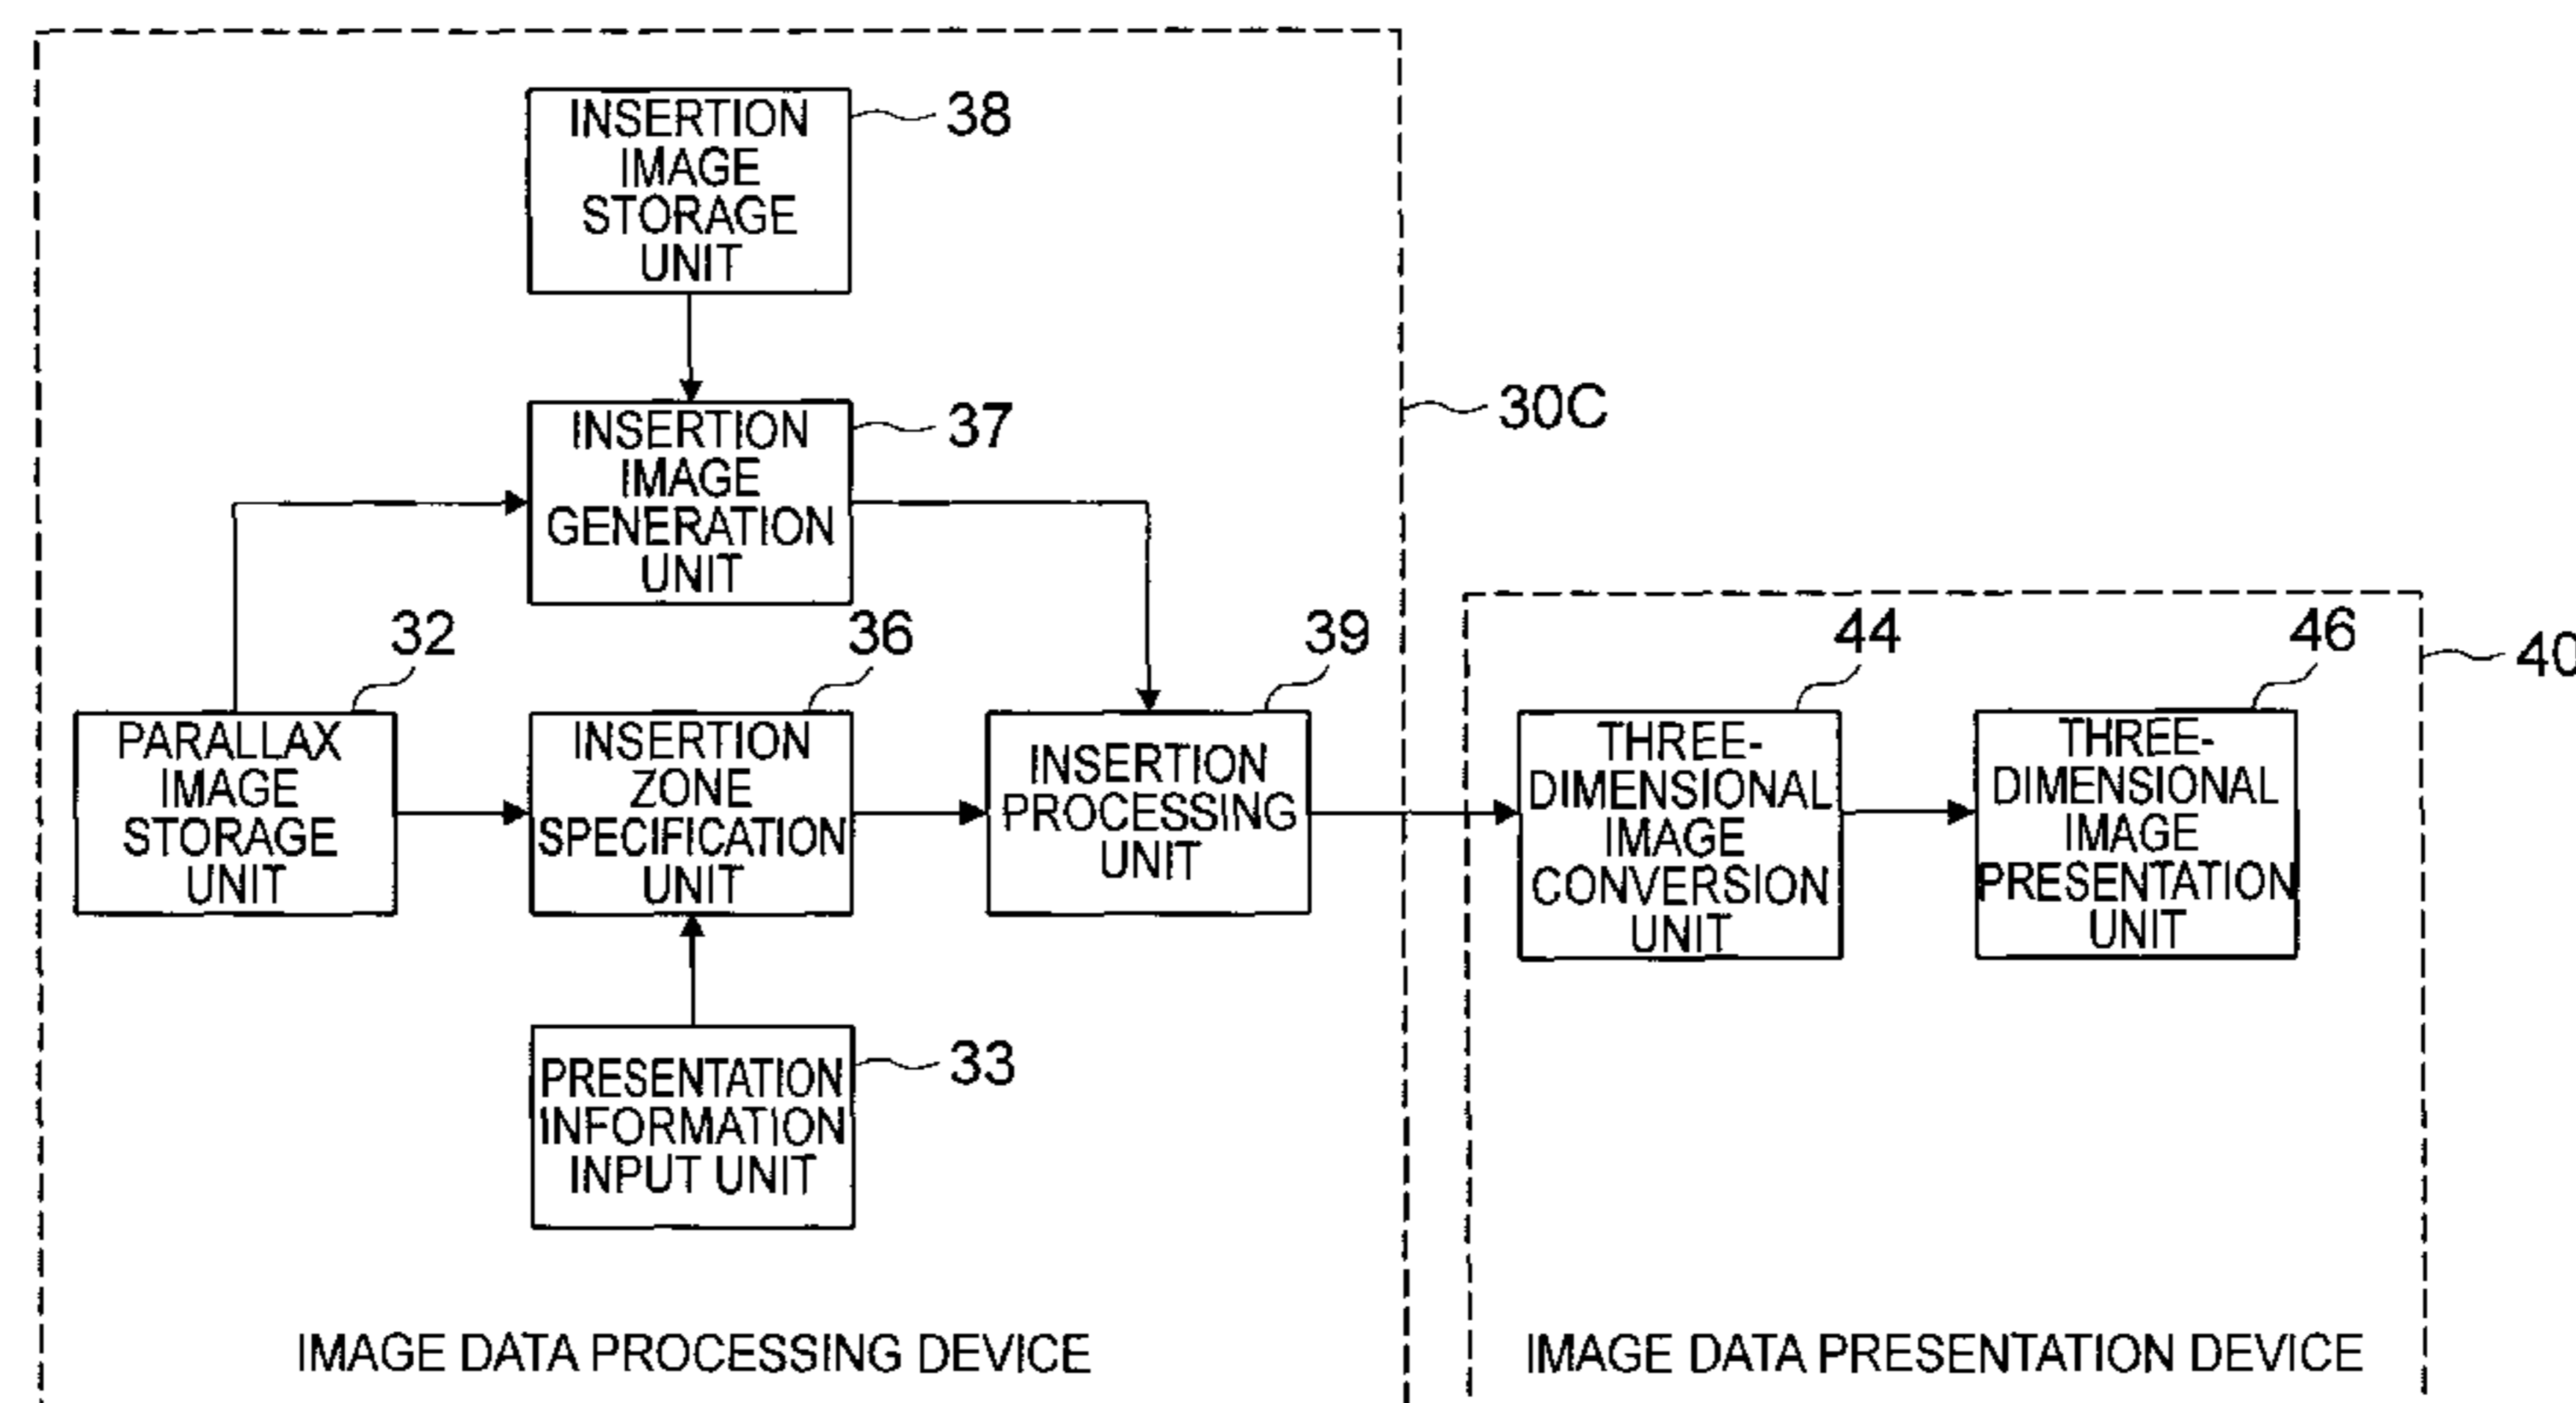 INSERTION
IMAGE
STORAGE
UNIT
38
INSERTION
IMAGE
GENERATION
UNIT
37
30C
PARALLAX
IMAGE
STORAGE
UNIT
32
INSERTION
ZONE
SPECIFICATION
UNIT
36
INSERTION
PROCESSING
UNIT
39
THREE-
DIMENSIONAL
IMAGE
CONVERSION
UNIT
44
THREE-
DIMENSIONAL
IMAGE
PRESENTATION
UNIT
46
40
PRESENTATION
INFORMATION
INPUT UNIT
33
IMAGE DATA PROCESSING DEVICE
IMAGE DATA PRESENTATION DEVICE